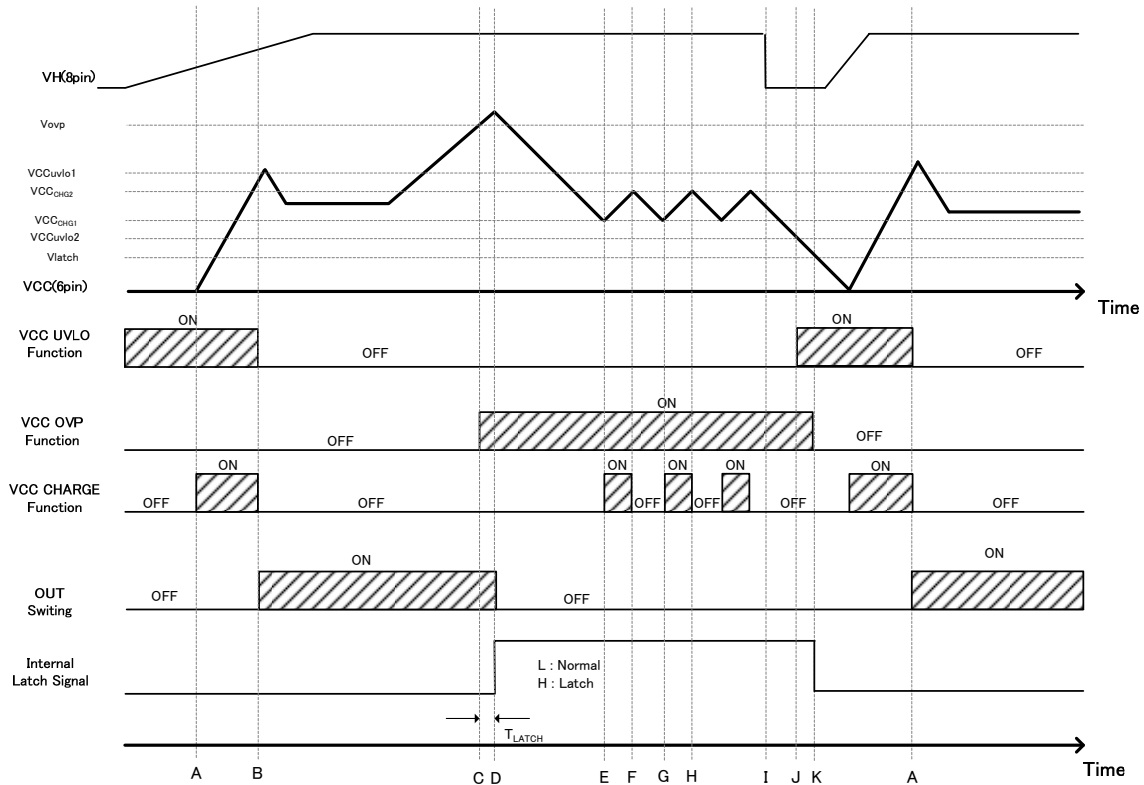 VH(8pin)
Vovp
VCCuvlo1
VCCCHG2
VCCCHG1
VCCuvlo2
Vlatch
VCC(6pin)
Time
VCC UVLO
Function
ON
OFF
ON
OFF
VCC OVP
Function
OFF
ON
OFF
VCC CHARGE
Function
OFF
ON
OFF
ON
OFF
ON
OFF
ON
OFF
ON
OFF
OUT
Switing
OFF
ON
OFF
ON
Internal
Latch Signal
L : Normal
H : Latch
TLATCH
Time
A B C D E F G H I J K A